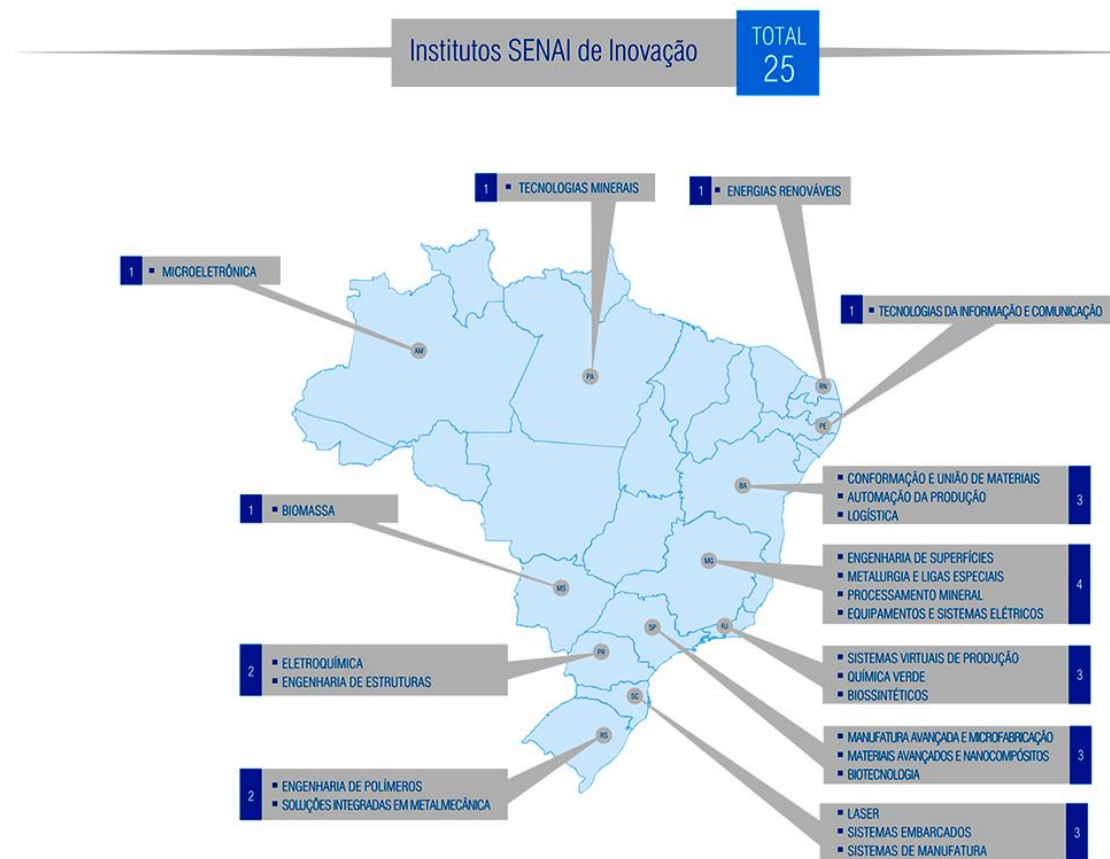 Institutos SENAI de Inovação
TOTAL
25
1 ▪ TECNOLOGIAS MINERAIS
1 ▪ ENERGIAS RENOVÁVEIS
1 ▪ MICROELETRÔNICA
1 ▪ TECNOLOGIAS DA INFORMAÇÃO E COMUNICAÇÃO
AM
PA
RN
PE
▪ CONFORMAÇÃO E UNIÃO DE MATERIAIS
▪ AUTOMAÇÃO DA PRODUÇÃO
▪ LOGÍSTICA
3
BA
1 ▪ BIOMASSA
▪ ENGENHARIA DE SUPERFÍCIES
▪ METALURGIA E LIGAS ESPECIAIS
▪ PROCESSAMENTO MINERAL
▪ EQUIPAMENTOS E SISTEMAS ELÉTRICOS
4
MG
MS
SP
RJ
2
▪ ELETROQUÍMICA
▪ ENGENHARIA DE ESTRUTURAS
PR
▪ SISTEMAS VIRTUAIS DE PRODUÇÃO
▪ QUÍMICA VERDE
▪ BIOSSINTÉTICOS
3
SC
RS
▪ MANUFATURA AVANÇADA E MICROFABRICAÇÃO
▪ MATERIAIS AVANÇADOS E NANOCOMPÓSITOS
▪ BIOTECNOLOGIA
3
2
▪ ENGENHARIA DE POLÍMEROS
▪ SOLUÇÕES INTEGRADAS EM METALMECÂNICA
▪ LASER
▪ SISTEMAS EMBARCADOS
▪ SISTEMAS DE MANUFATURA
3